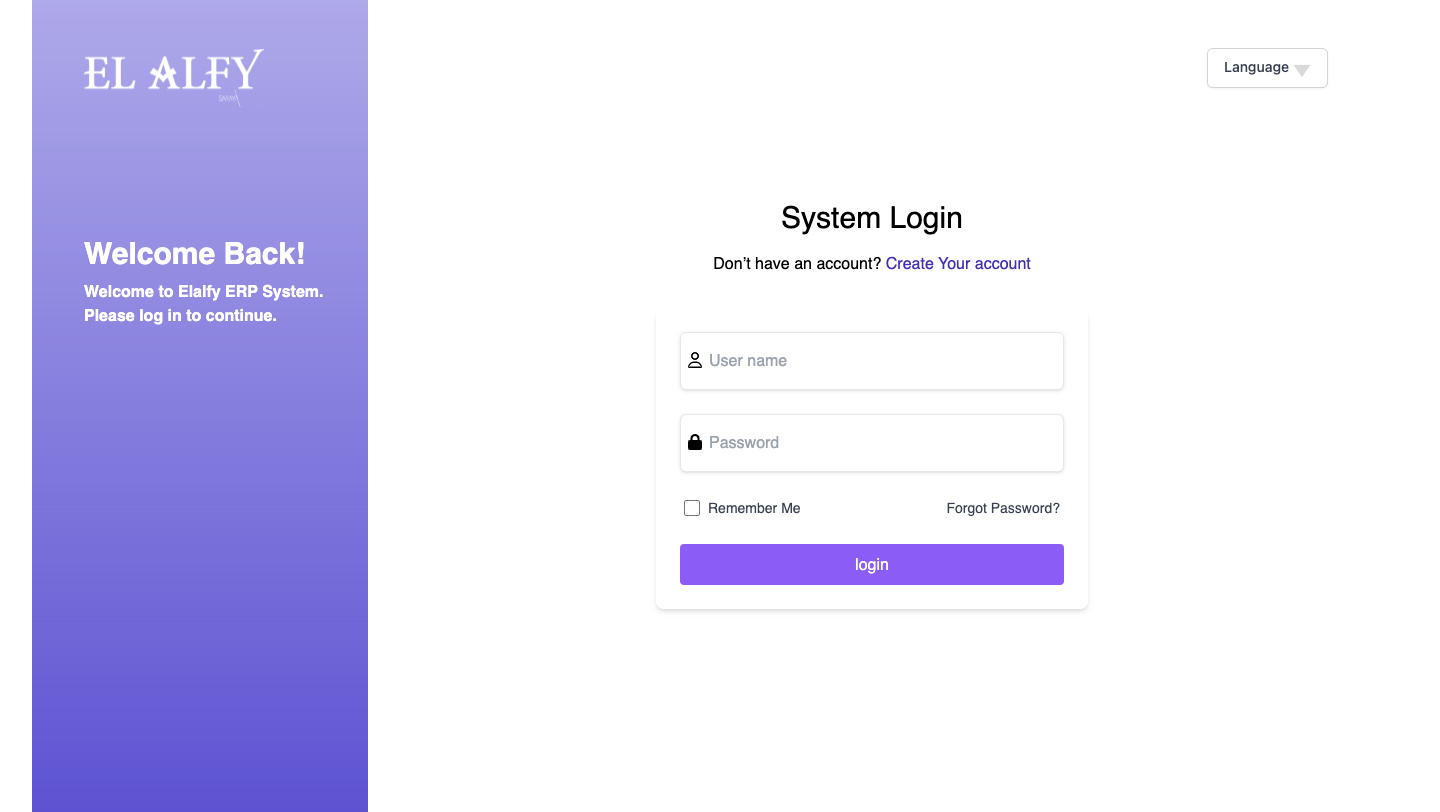 EL ALFY
Language
System Login
Don't have an account? Create Your account
Welcome Back!
Welcome to Elalfy ERP System.
Please log in to continue.
User name
Password
Remember Me
Forgot Password?
login